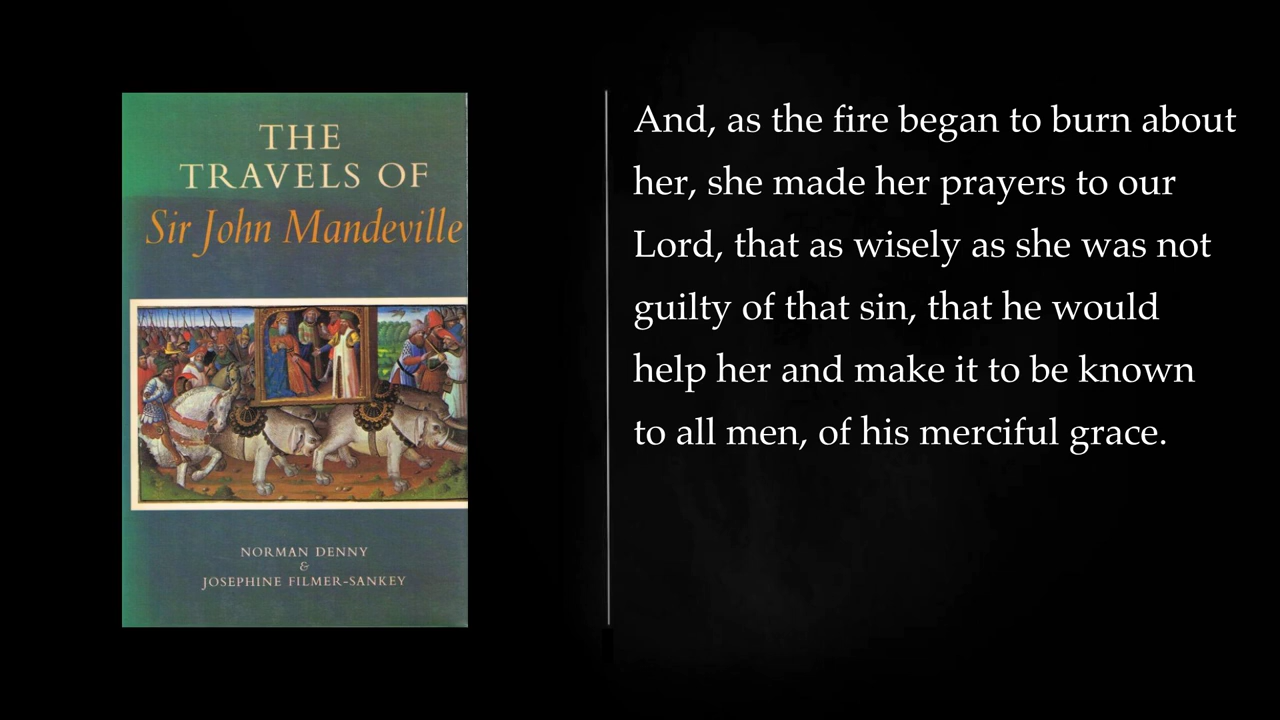 THE
TRAVELS OF
Sir John Mandeville
NORMAN DENNY
&
JOSEPHINE FILMER-SANKEY
And, as the fire began to burn about
her, she made her prayers to our
Lord, that as wisely as she was not
guilty of that sin, that he would
help her and make it to be known
to all men, of his merciful grace.